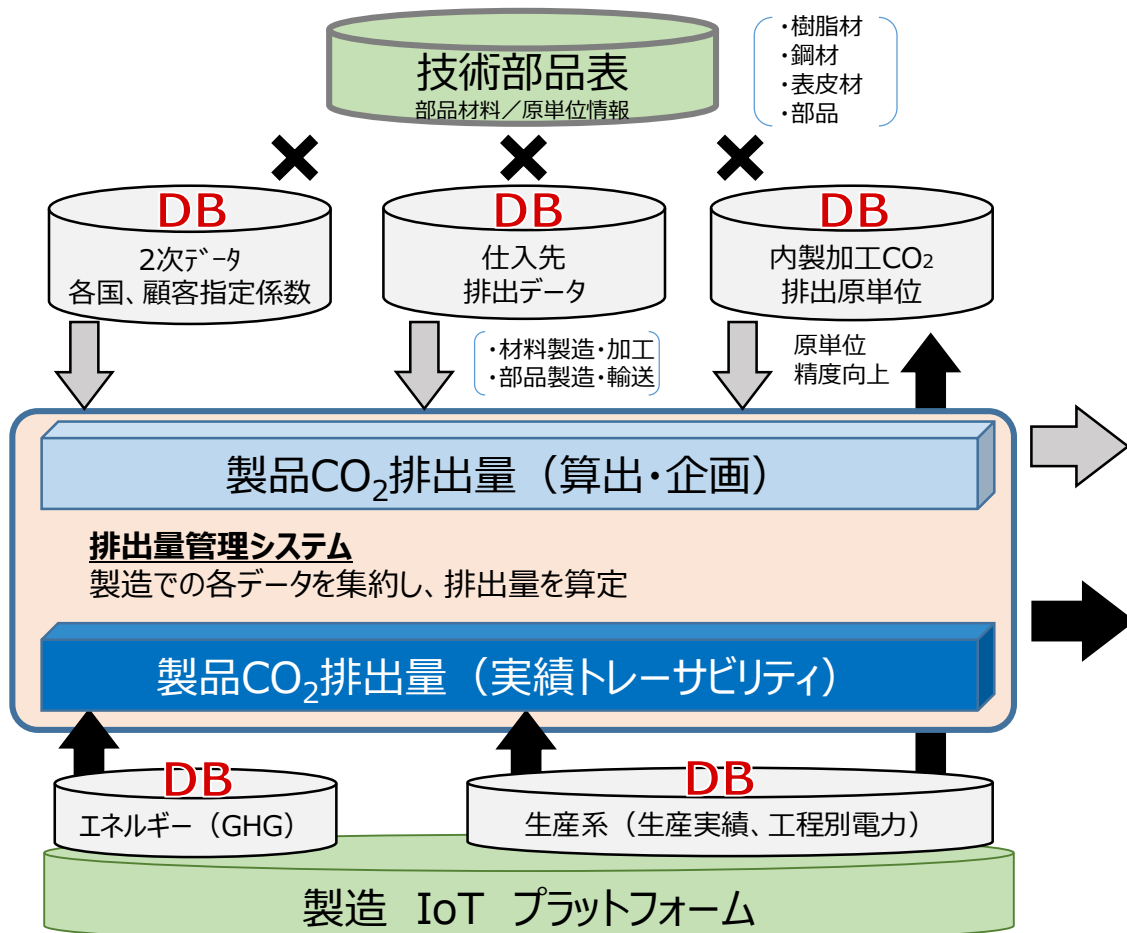 技術部品表
部品材料／原単位情報
・樹脂材
・鋼材
・表皮材
・部品
DB
2次ﾃﾞｰﾀ
各国、顧客指定係数
DB
仕入先
排出データ
DB
内製加工CO₂
排出原単位
・材料製造・加工
・部品製造・輸送
原単位
精度向上
製品CO₂排出量（算出・企画）
排出量管理システム
製造での各データを集約し、排出量を算定
製品CO₂排出量（実績トレーサビリティ）
DB
エネルギー（GHG）
DB
生産系（生産実績、工程別電力）
製造　IoT　プラットフォーム